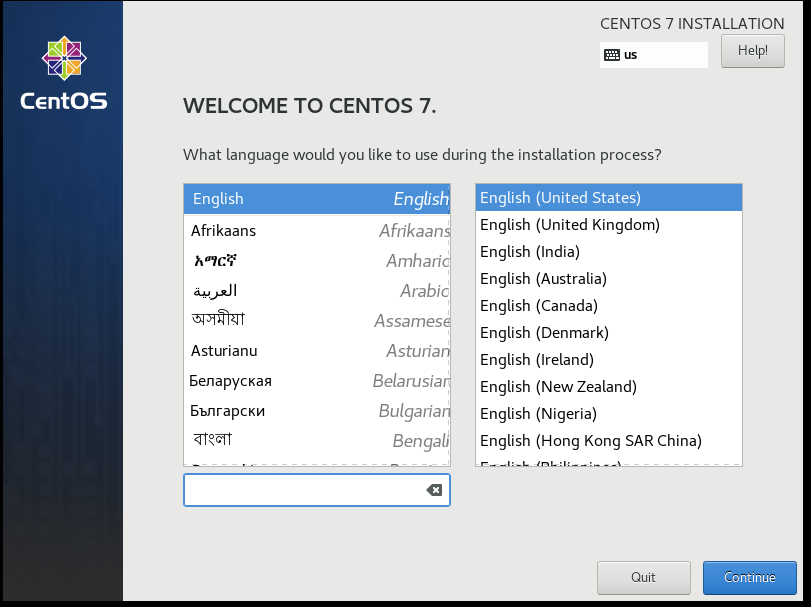 CentOS
CENTOS 7 INSTALLATION
us
Help!
WELCOME TO CENTOS 7.
What language would you like to use during the installation process?
English English
Afrikaans Afrikaans
አማርኛ Amharic
العربية Arabic
অসমীয়া Assamese
Asturianu Asturian
Беларуская Belarusian
Български Bulgarian
বাংলা Bengali
English (United States)
English (United Kingdom)
English (India)
English (Australia)
English (Canada)
English (Denmark)
English (Ireland)
English (New Zealand)
English (Nigeria)
English (Hong Kong SAR China)
English (Philippines)
Quit
Continue